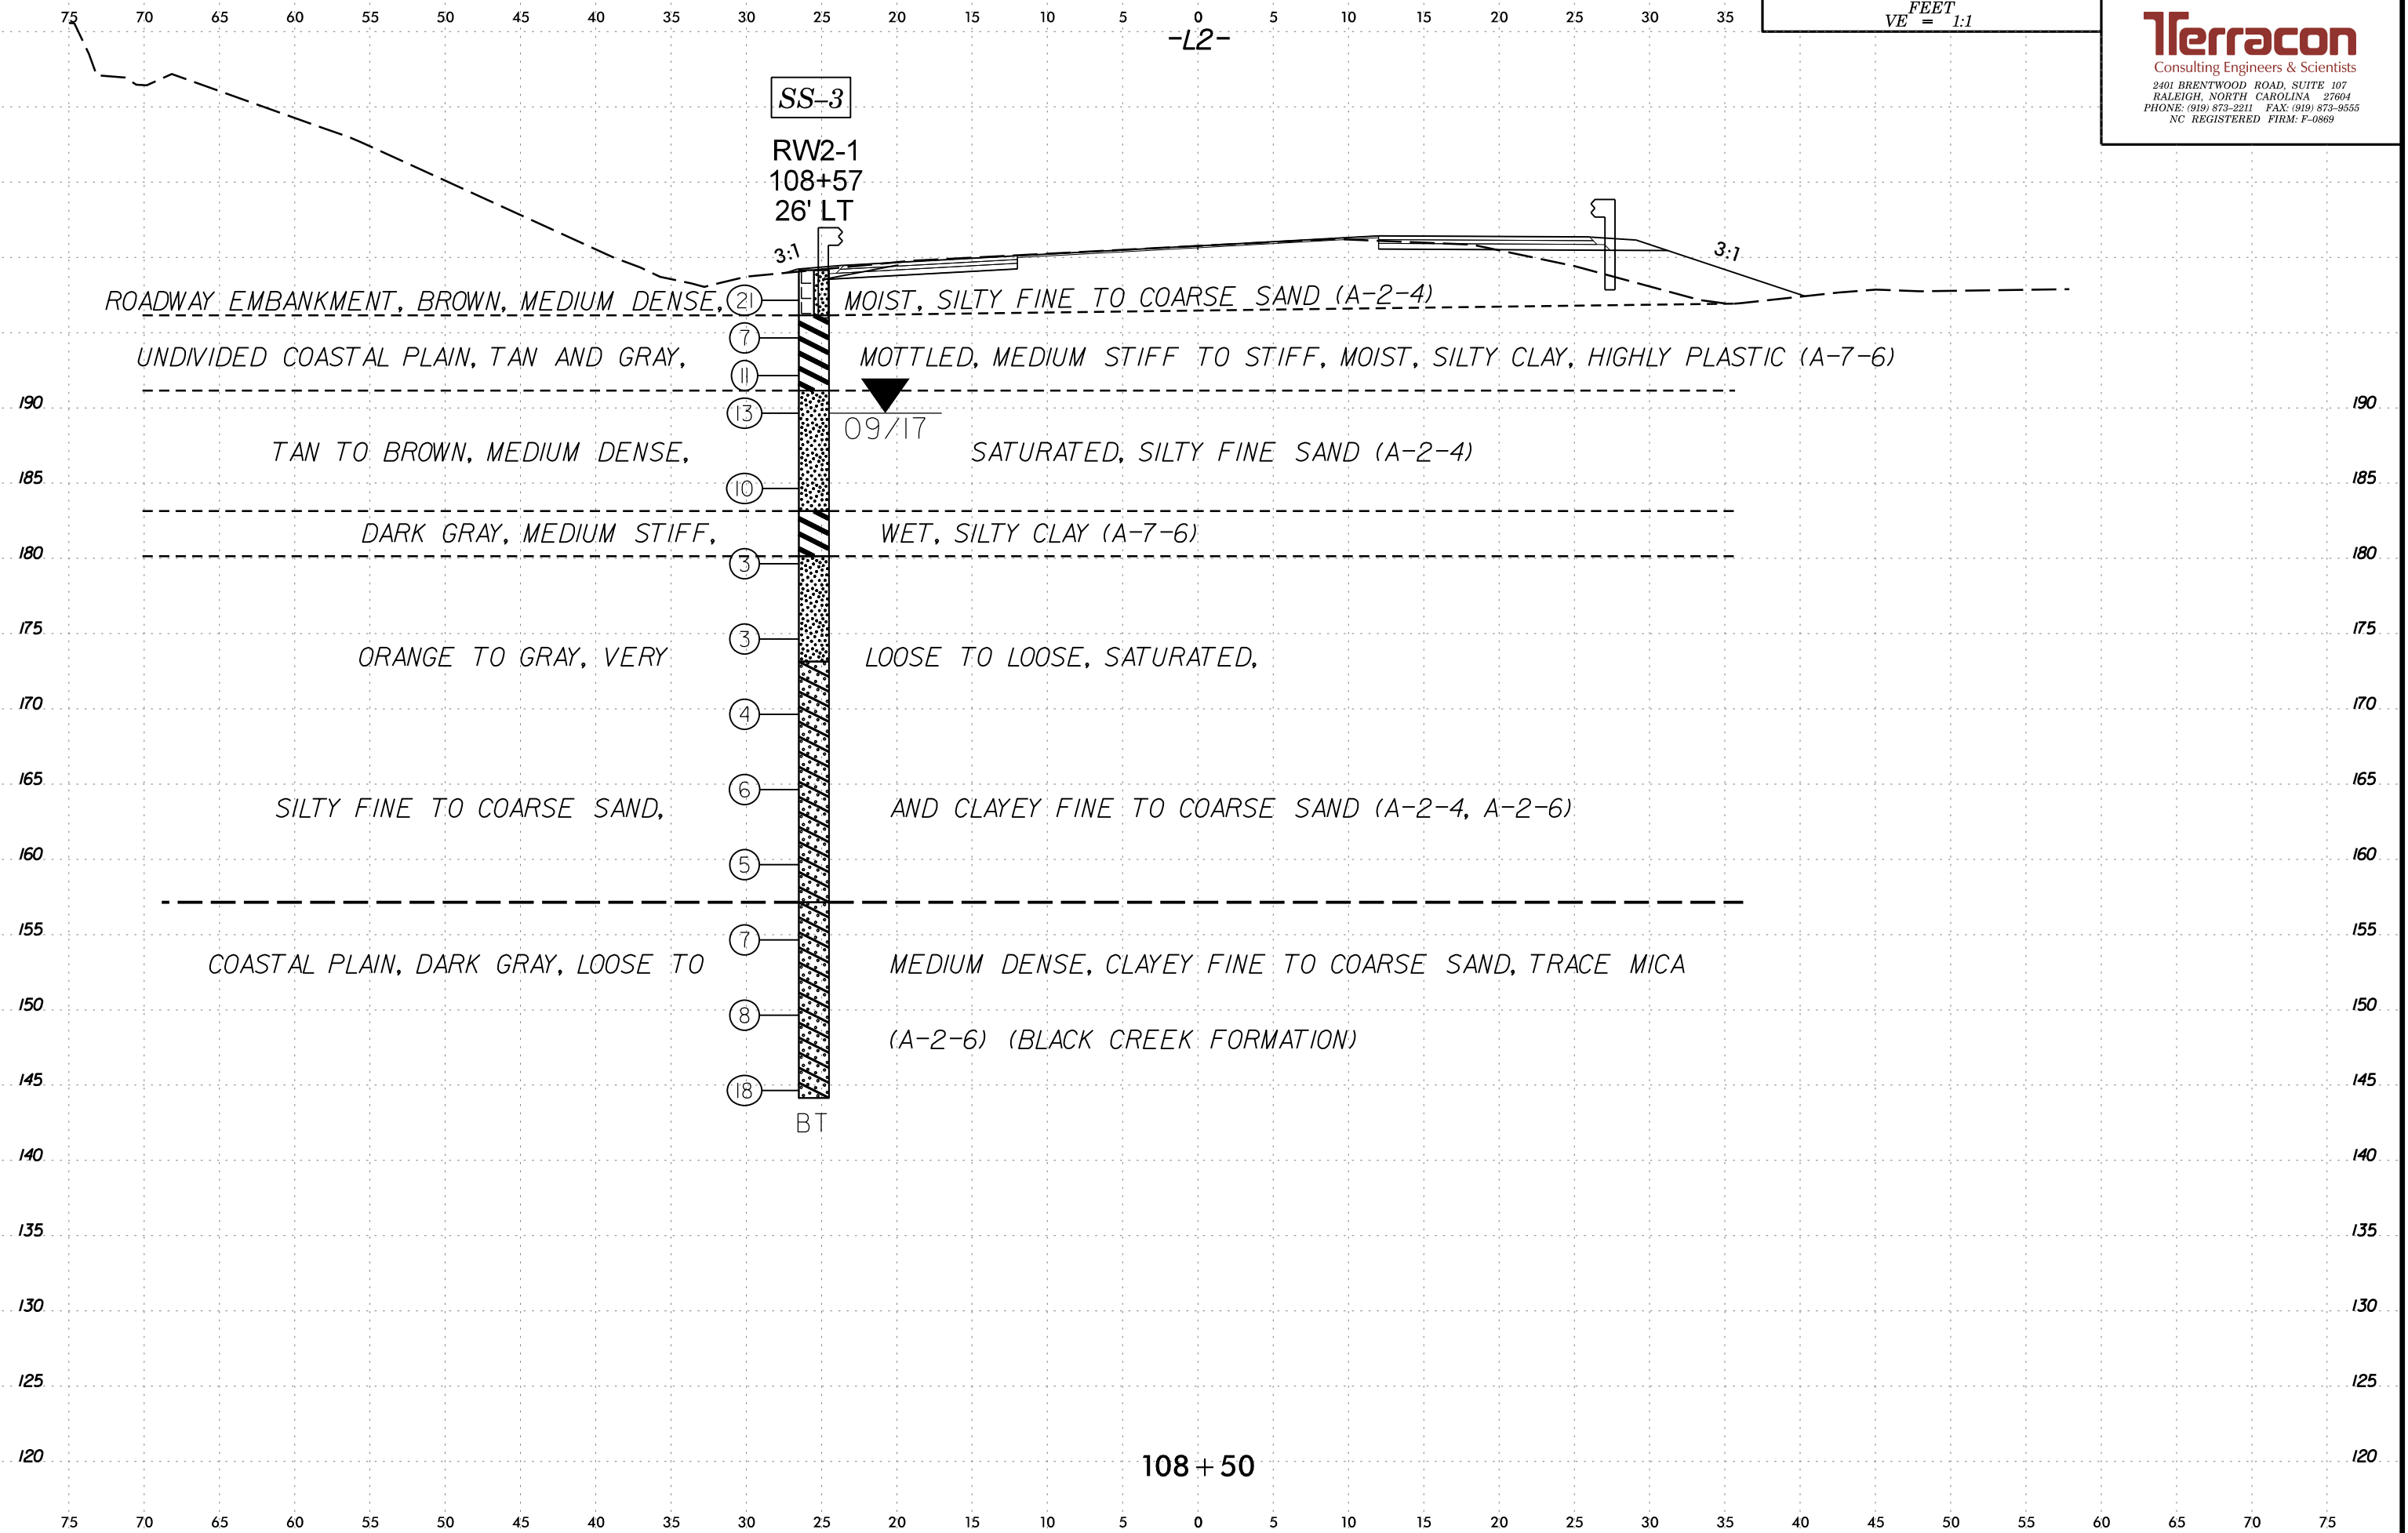 75 70 65 60 55 50 45 40 35 30 25 20 15 10 5 0 5 10 15 20 25 30 35
FEET
VE = 1:1
Terracon
Consulting Engineers & Scientists
2401 BRENTWOOD ROAD, SUITE 107
RALEIGH, NORTH CAROLINA 27604
PHONE: (919) 873-2211 FAX: (919) 873-9555
NC REGISTERED FIRM: F-0869
-L2-
SS-3
RW2-1
108+57
26' LT
3:1
3:1
ROADWAY EMBANKMENT, BROWN, MEDIUM DENSE, 21 MOIST, SILTY FINE TO COARSE SAND (A-2-4)
7
UNDIVIDED COASTAL PLAIN, TAN AND GRAY, MOTTLED, MEDIUM STIFF TO STIFF, MOIST, SILTY CLAY, HIGHLY PLASTIC (A-7-6)
11
190 13 190
09/17
TAN TO BROWN, MEDIUM DENSE, SATURATED, SILTY FINE SAND (A-2-4)
185 10 185
DARK GRAY, MEDIUM STIFF, WET, SILTY CLAY (A-7-6)
180 3 180
175 3 175
ORANGE TO GRAY, VERY LOOSE TO LOOSE, SATURATED,
170 4 170
165 6 165
SILTY FINE TO COARSE SAND, AND CLAYEY FINE TO COARSE SAND (A-2-4, A-2-6)
160 5 160
155 7 155
COASTAL PLAIN, DARK GRAY, LOOSE TO MEDIUM DENSE, CLAYEY FINE TO COARSE SAND, TRACE MICA
150 8 150
(A-2-6) (BLACK CREEK FORMATION)
145 18 145
BT
140 140
135 135
130 130
125 125
120 120
108+50
75 70 65 60 55 50 45 40 35 30 25 20 15 10 5 0 5 10 15 20 25 30 35 40 45 50 55 60 65 70 75